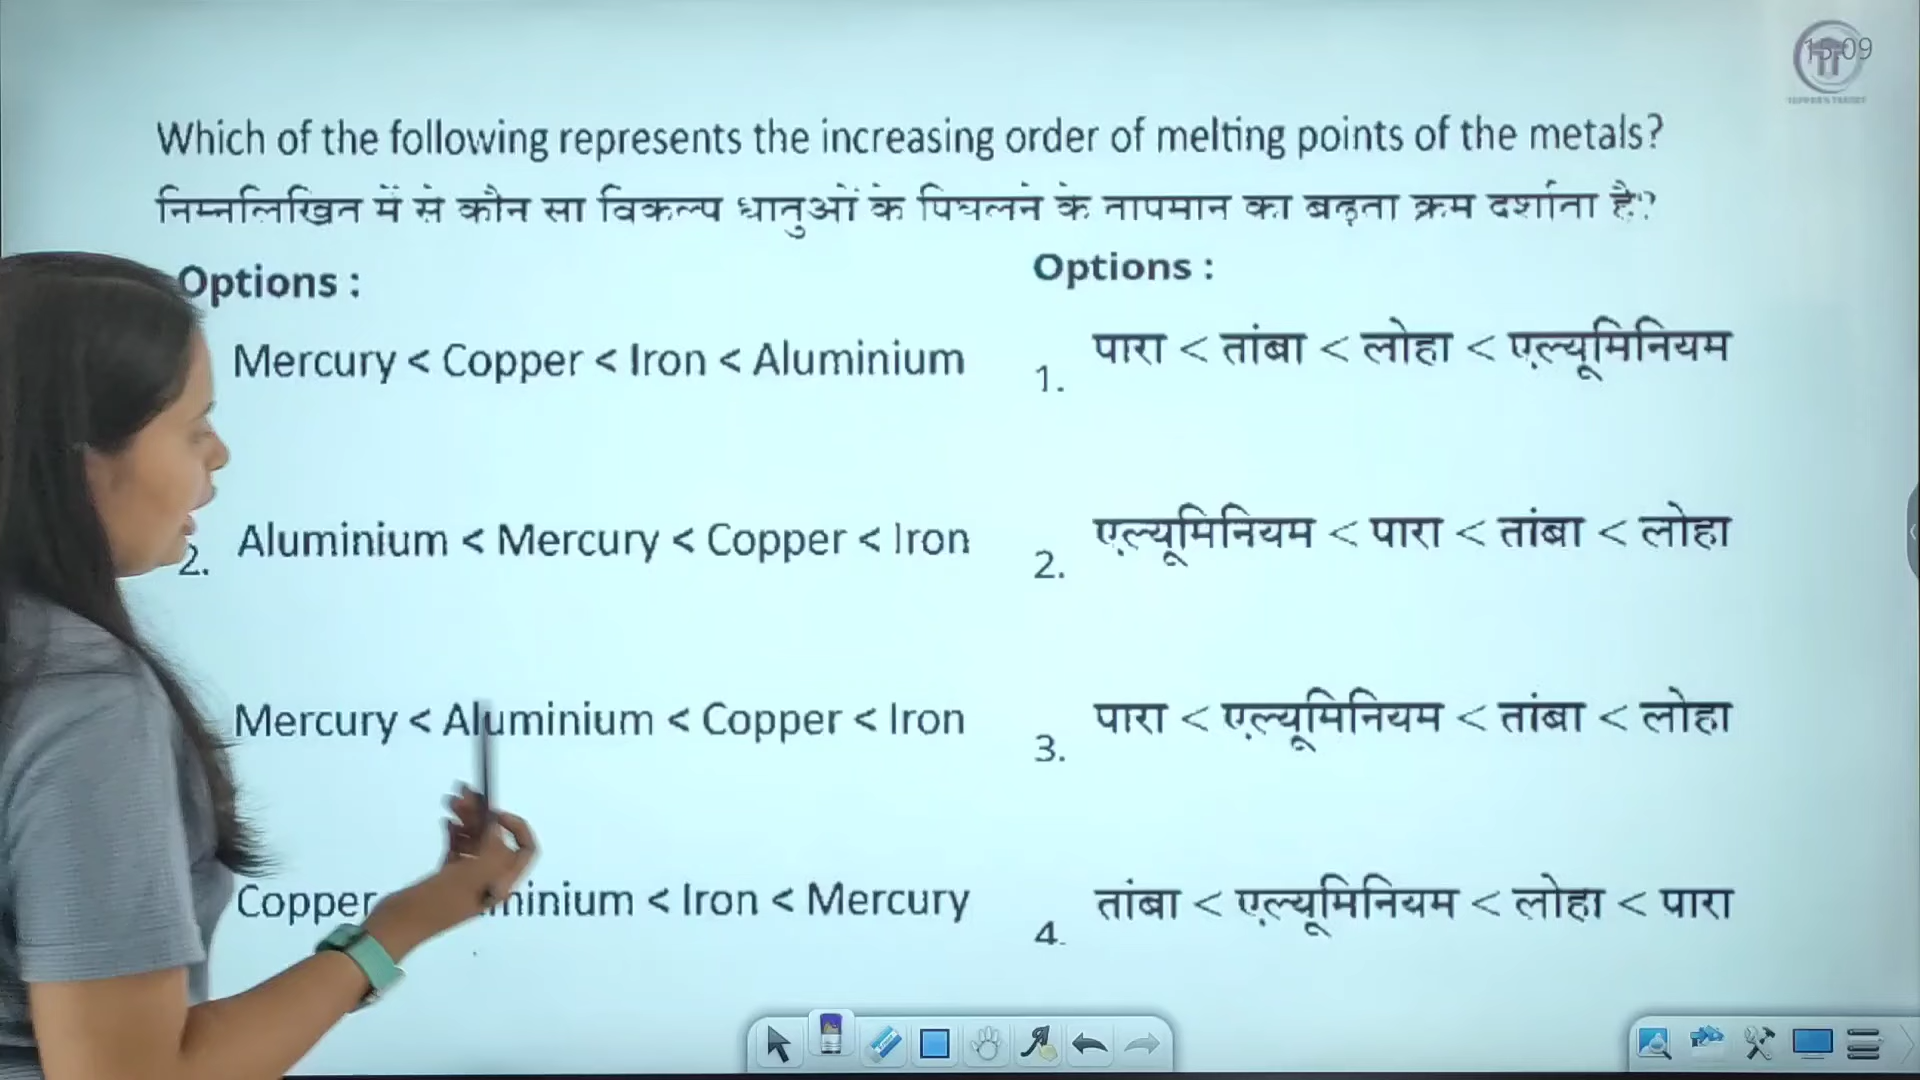 15:09
Which of the following represents the increasing order of melting points of the metals?
निम्नलिखित में से कौन सा विकल्प धातुओं के पिघलने के तापमान का बढ़ता क्रम दर्शाता है?
Options :
Mercury < Copper < Iron < Aluminium
2. Aluminium < Mercury < Copper < Iron
Mercury < Aluminium < Copper < Iron
Copper minium < Iron < Mercury
Options :
1. पारा < तांबा < लोहा < एल्यूमिनियम
2. एल्यूमिनियम < पारा < तांबा < लोहा
3. पारा < एल्यूमिनियम < तांबा < लोहा
4. तांबा < एल्यूमिनियम < लोहा < पारा